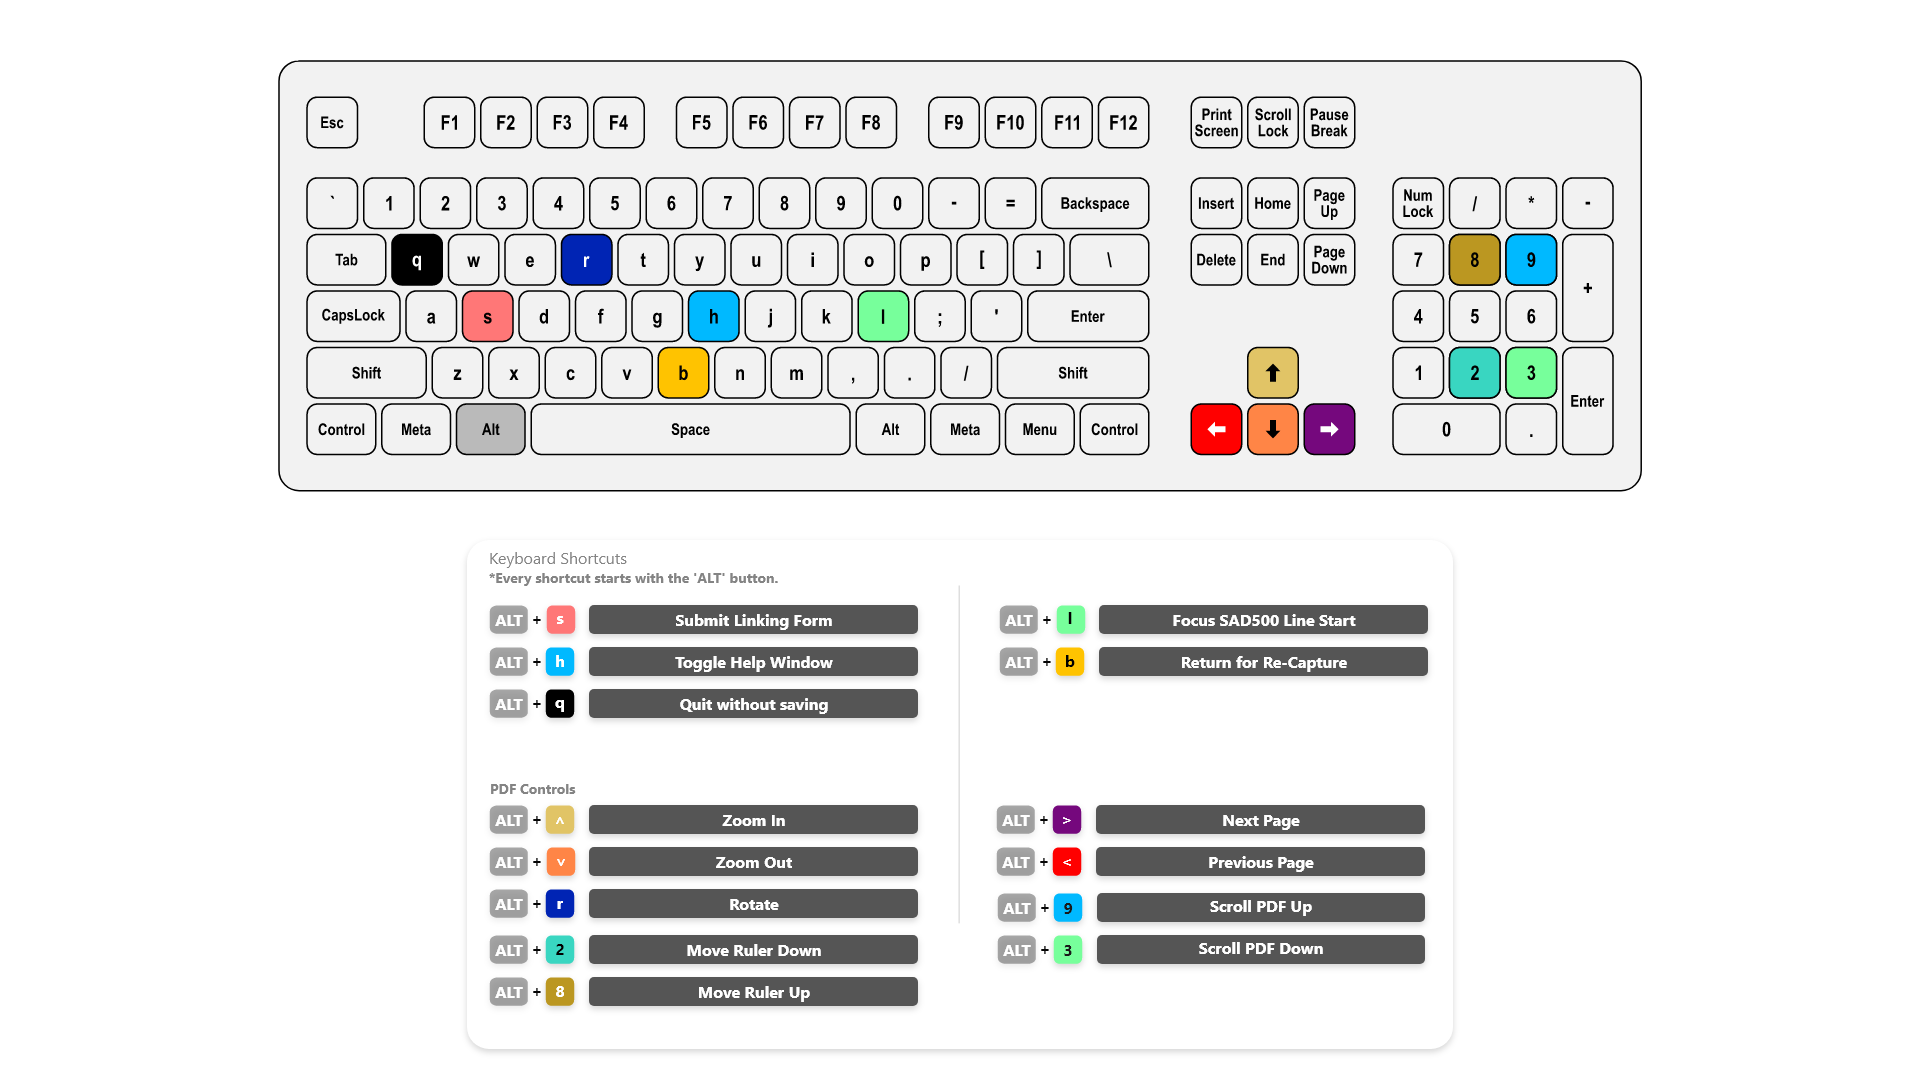 Esc F1 F2 F3 F4 F5 F6 F7 F8 F9 F10 F11 F12 Print Screen Scroll Lock Pause Break
` 1 2 3 4 5 6 7 8 9 0 - = Backspace Insert Home Page Up Num Lock / * -
Tab q w e r t y u i o p [ ] \ Delete End Page Down 7 8 9 +
CapsLock a s d f g h j k l ; ' Enter 4 5 6
Shift z x c v b n m , . / Shift 1 2 3 Enter
Control Meta Alt Space Alt Meta Menu Control 0 .
Keyboard Shortcuts
*Every shortcut starts with the 'ALT' button.
ALT + s Submit Linking Form
ALT + h Toggle Help Window
ALT + q Quit without saving
ALT + l Focus SAD500 Line Start
ALT + b Return for Re-Capture
PDF Controls
ALT + ^ Zoom In
ALT + v Zoom Out
ALT + r Rotate
ALT + 2 Move Ruler Down
ALT + 8 Move Ruler Up
ALT + > Next Page
ALT + < Previous Page
ALT + 9 Scroll PDF Up
ALT + 3 Scroll PDF Down